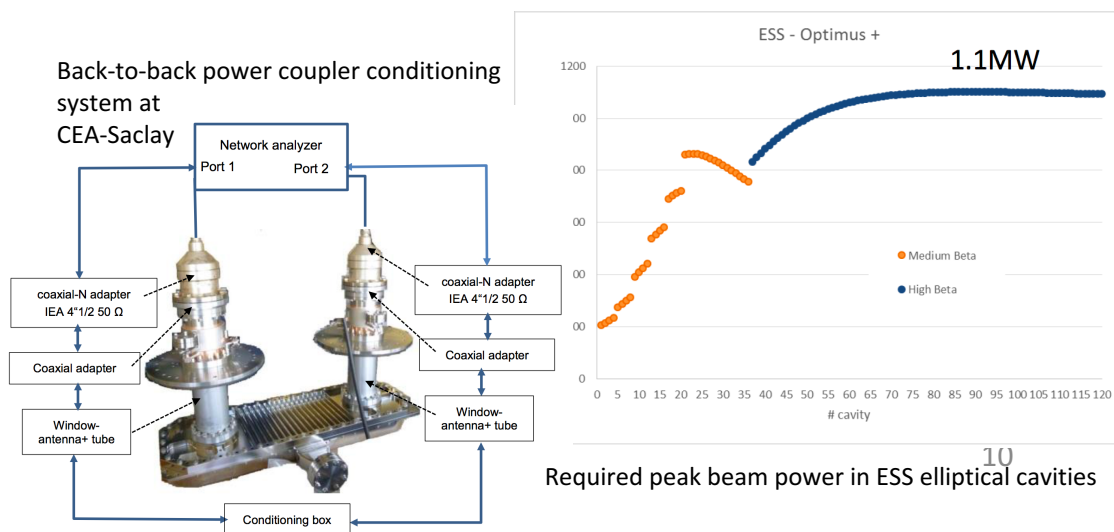 Back-to-back power coupler conditioning
system at
CEA-Saclay
Network analyzer
Port 1
Port 2
coaxial-N adapter
IEA 4"1/2 50 Ω
Coaxial adapter
Window-
antenna+ tube
coaxial-N adapter
IEA 4"1/2 50 Ω
Coaxial adapter
Window-
antenna+ tube
Conditioning box
ESS - Optimus +
1.1MW
1200
00
00
00
00
00
0
Medium Beta
High Beta
0 5 10 15 20 25 30 35 40 45 50 55 60 65 70 75 80 85 90 95 100 105 110 115 120
# cavity
10
Required peak beam power in ESS elliptical cavities